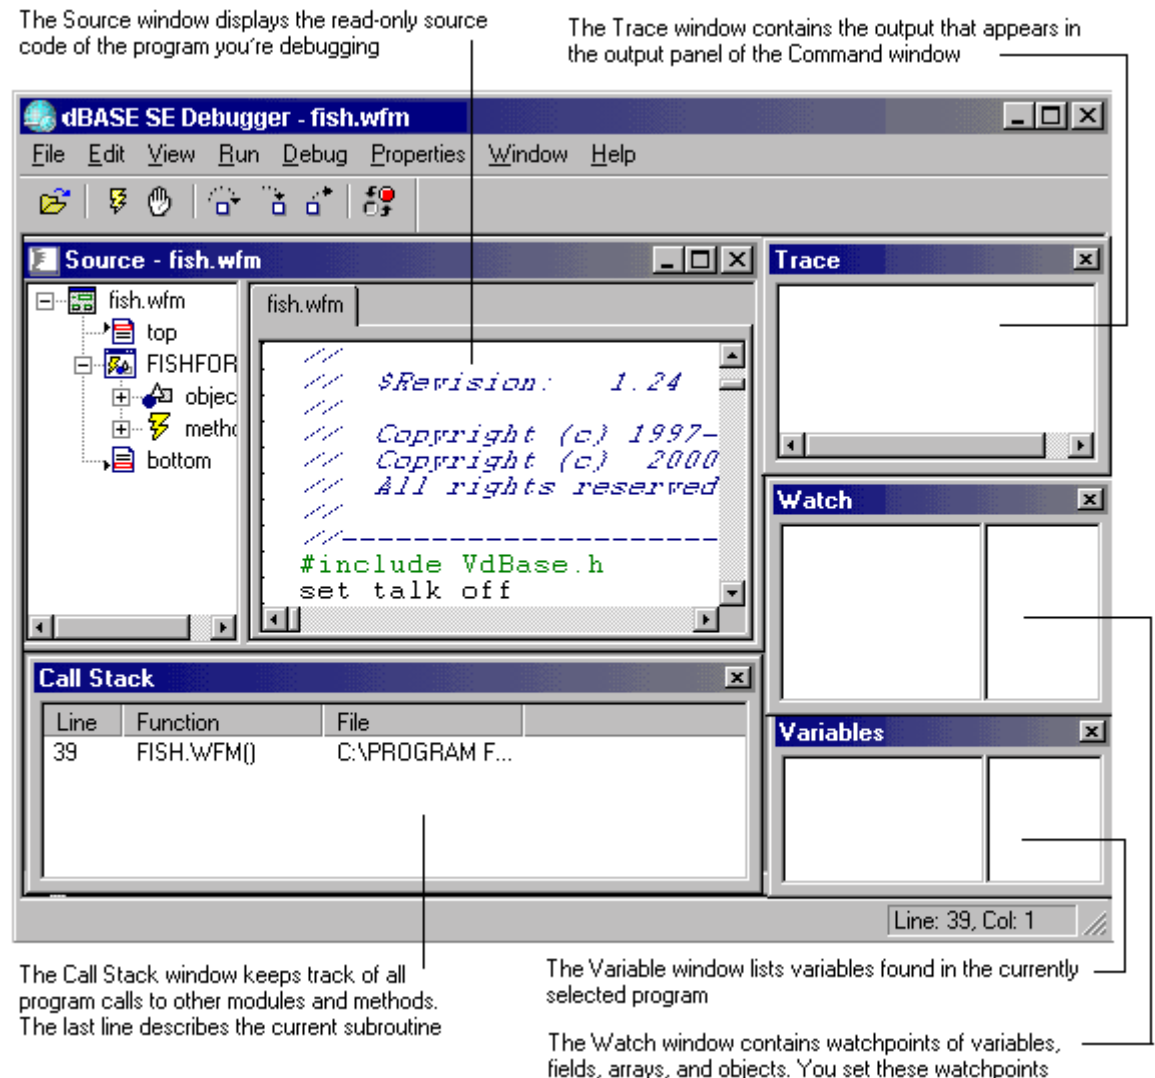 The Source window displays the read-only source
code of the program you're debugging
The Trace window contains the output that appears in
the output panel of the Command window
dBASE SE Debugger - fish.wfm
File Edit View Run Debug Properties Window Help
Source - fish.wfm
fish.wfm
top
FISHFOR
objec
metho
bottom
fish.wfm
//
// $Revision: 1.24
//
// Copyright (c) 1997-
// Copyright (c) 2000
// All rights reserved
//
//----------------------
#include VdBase.h
set talk off
Trace
Watch
Variables
Call Stack
Line Function File
39 FISH.WFM() C:\PROGRAM F...
Line: 39, Col: 1
The Call Stack window keeps track of all
program calls to other modules and methods.
The last line describes the current subroutine
The Variable window lists variables found in the currently
selected program
The Watch window contains watchpoints of variables,
fields, arrays, and objects. You set these watchpoints